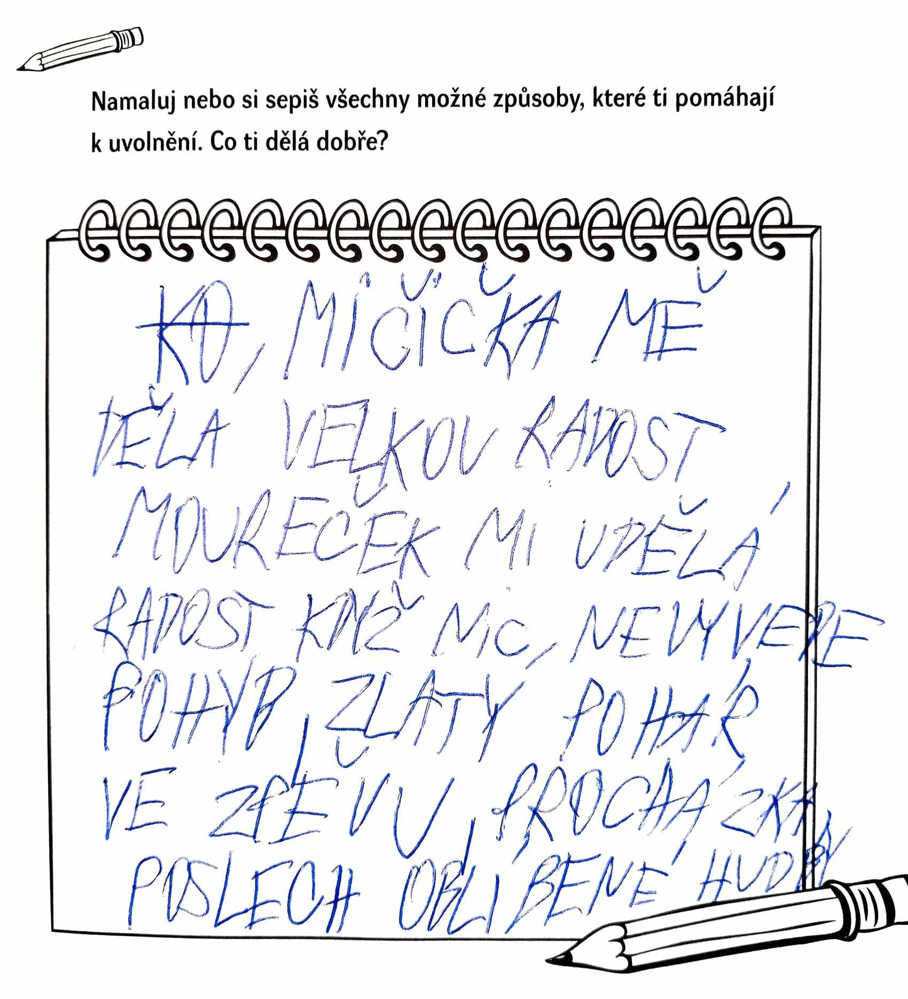 Namaluj nebo si sepiš všechny možné způsoby, které ti pomáhají
k uvolnění. Co ti dělá dobře?
KO, MÍČIČKA MĚ
DĚLA VELKOU RADOST,
MOUREČEK MI UDĚLÁ
RADOST KDYŽ NIC, NEVYVEDE
POHYB, ZLATÝ POHÁR
VE ZPĚVU, PROCHÁZKA,
POSLECH OBLÍBENÉ HUDBY